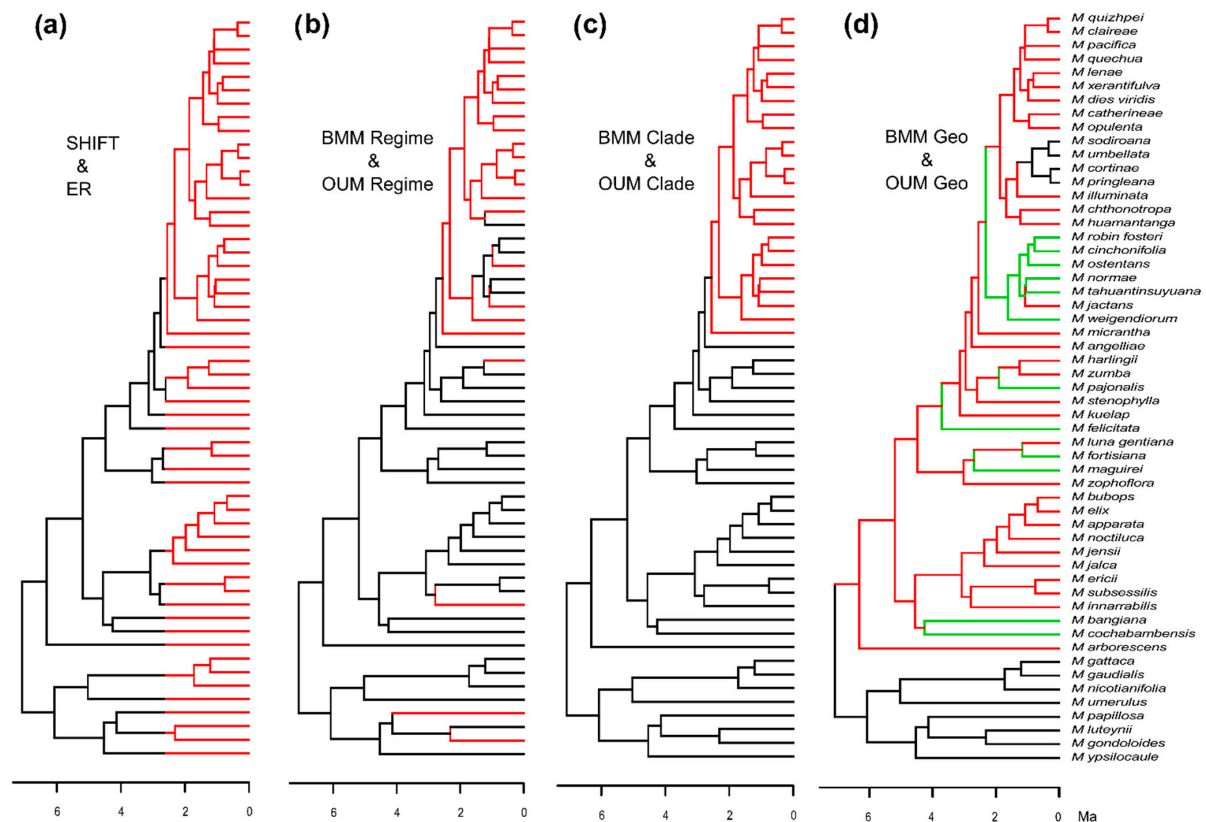 (a)
SHIFT
&
ER
6 4 2 0
(b)
BMM Regime
&
OUM Regime
6 4 2 0
(c)
BMM Clade
&
OUM Clade
6 4 2 0
(d)
BMM Geo
&
OUM Geo
M quizhpei
M claireae
M pacifica
M quechua
M lenae
M xerantifulva
M dies viridis
M catherineae
M opulenta
M sodiroana
M umbellata
M cortinae
M pringleana
M illuminata
M chthonotropa
M huamantanga
M robin fosteri
M cinchonifolia
M ostentans
M normae
M tahuantinsuyuana
M jactans
M weigendiorum
M micrantha
M angelliae
M harlingii
M zumba
M pajonalis
M stenophylla
M kuelap
M felicitata
M luna gentiana
M fortisiana
M maguirei
M zophoflora
M bubops
M elix
M apparata
M noctiluca
M jensii
M jalca
M ericii
M subsessilis
M innarrabilis
M bangiana
M cochabambensis
M arborescens
M gattaca
M gaudialis
M nicotianifolia
M umerulus
M papillosa
M luteynii
M gondoloides
M ypsilocaule
6 4 2 0 Ma